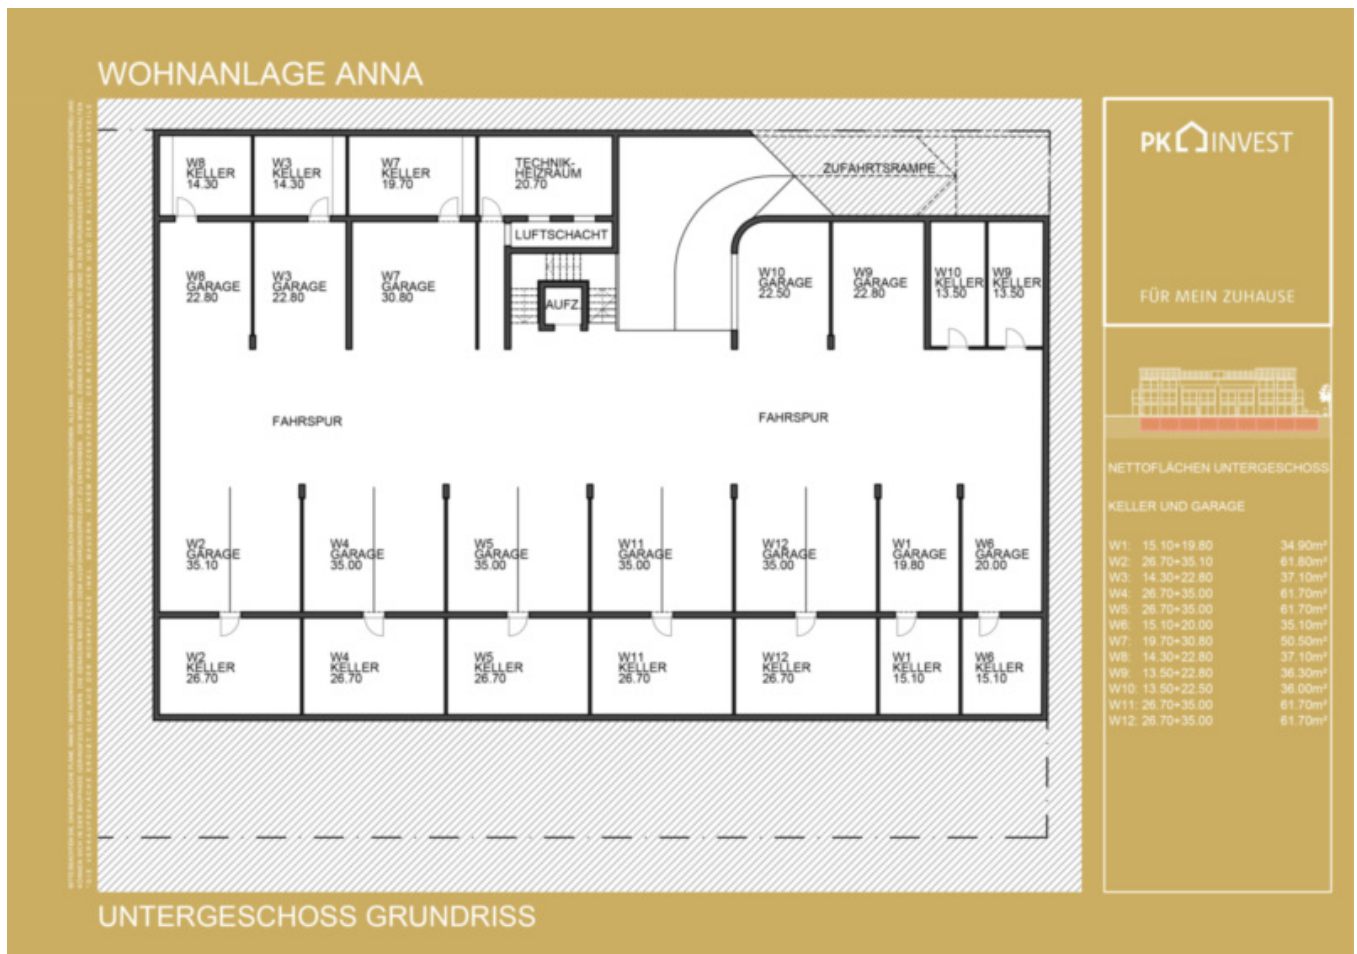 WOHNANLAGE ANNA
W8
KELLER
14.30
W3
KELLER
14.30
W7
KELLER
19.70
TECHNIK-
HEIZRAUM
20.70
ZUFAHRTSRAMPE
LUFTSCHACHT
W8
GARAGE
22.80
W3
GARAGE
22.80
W7
GARAGE
30.80
AUFZ.
W10
GARAGE
22.50
W9
GARAGE
22.80
W10
KELLER
13.50
W9
KELLER
13.50
FAHRSPUR
FAHRSPUR
W2
GARAGE
35.10
W4
GARAGE
35.00
W5
GARAGE
35.00
W11
GARAGE
35.00
W12
GARAGE
35.00
W1
GARAGE
19.80
W6
GARAGE
20.00
W2
KELLER
26.70
W4
KELLER
26.70
W5
KELLER
26.70
W11
KELLER
26.70
W12
KELLER
26.70
W1
KELLER
15.10
W6
KELLER
15.10
UNTERGESCHOSS GRUNDRISS
PK INVEST
FÜR MEIN ZUHAUSE
NETTOFLÄCHEN UNTERGESCHOSS
KELLER UND GARAGE
W1: 15.10+19.80 34.90m²
W2: 26.70+35.10 61.80m²
W3: 14.30+22.80 37.10m²
W4: 26.70+35.00 61.70m²
W5: 26.70+35.00 61.70m²
W6: 15.10+20.00 35.10m²
W7: 19.70+30.80 50.50m²
W8: 14.30+22.80 37.10m²
W9: 13.50+22.80 36.30m²
W10: 13.50+22.50 36.00m²
W11: 26.70+35.00 61.70m²
W12: 26.70+35.00 61.70m²